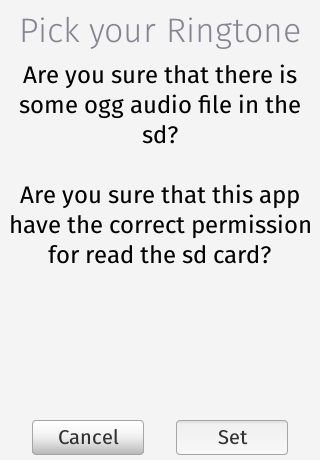 Pick your Ringtone
Are you sure that there is
some ogg audio file in the
sd?
Are you sure that this app
have the correct permission
for read the sd card?
Cancel
Set